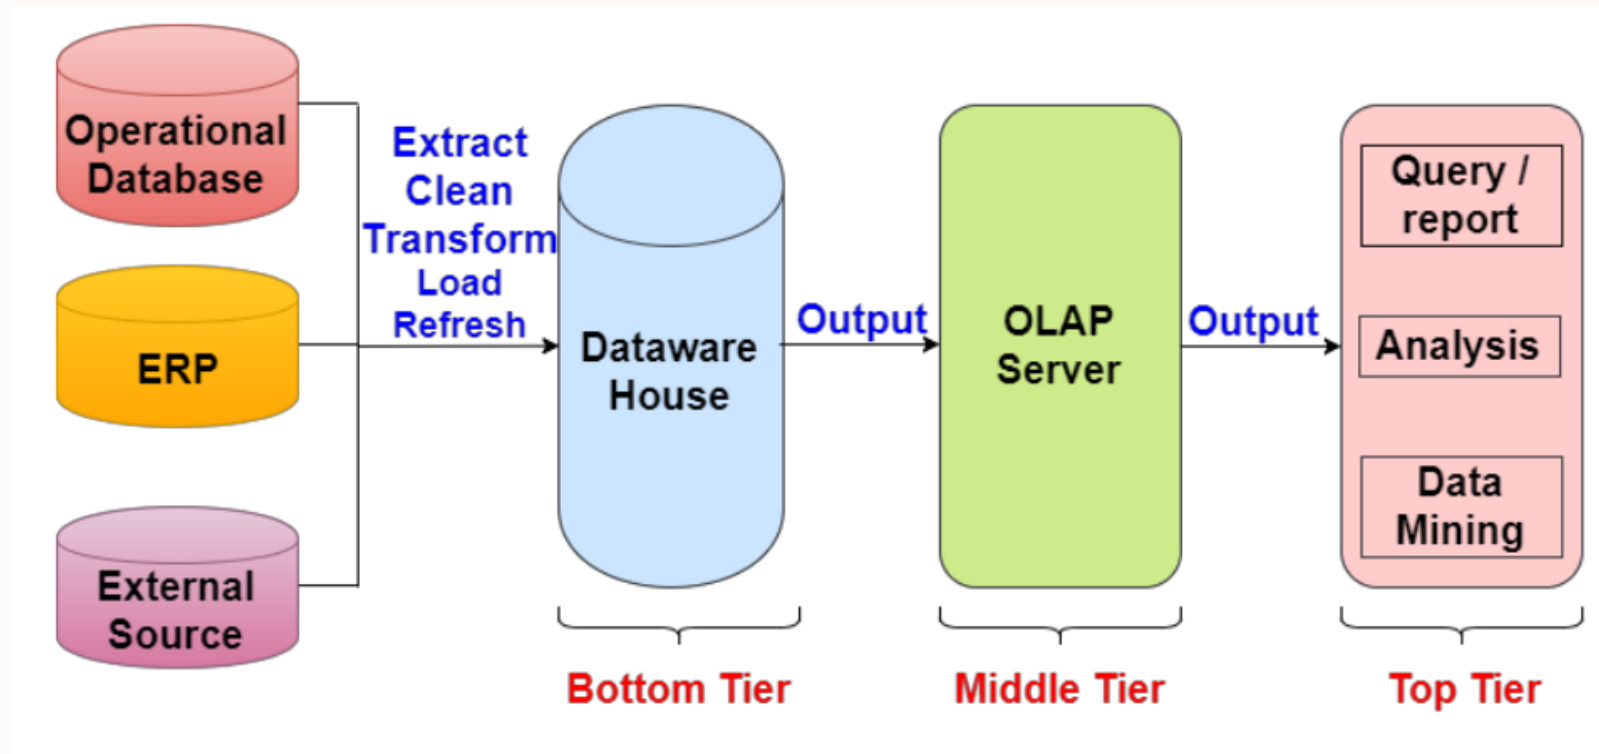 Operational
Database
ERP
External
Source
Extract
Clean
Transform
Load
Refresh
Dataware
House
Output
OLAP
Server
Output
Query /
report
Analysis
Data
Mining
Bottom Tier
Middle Tier
Top Tier